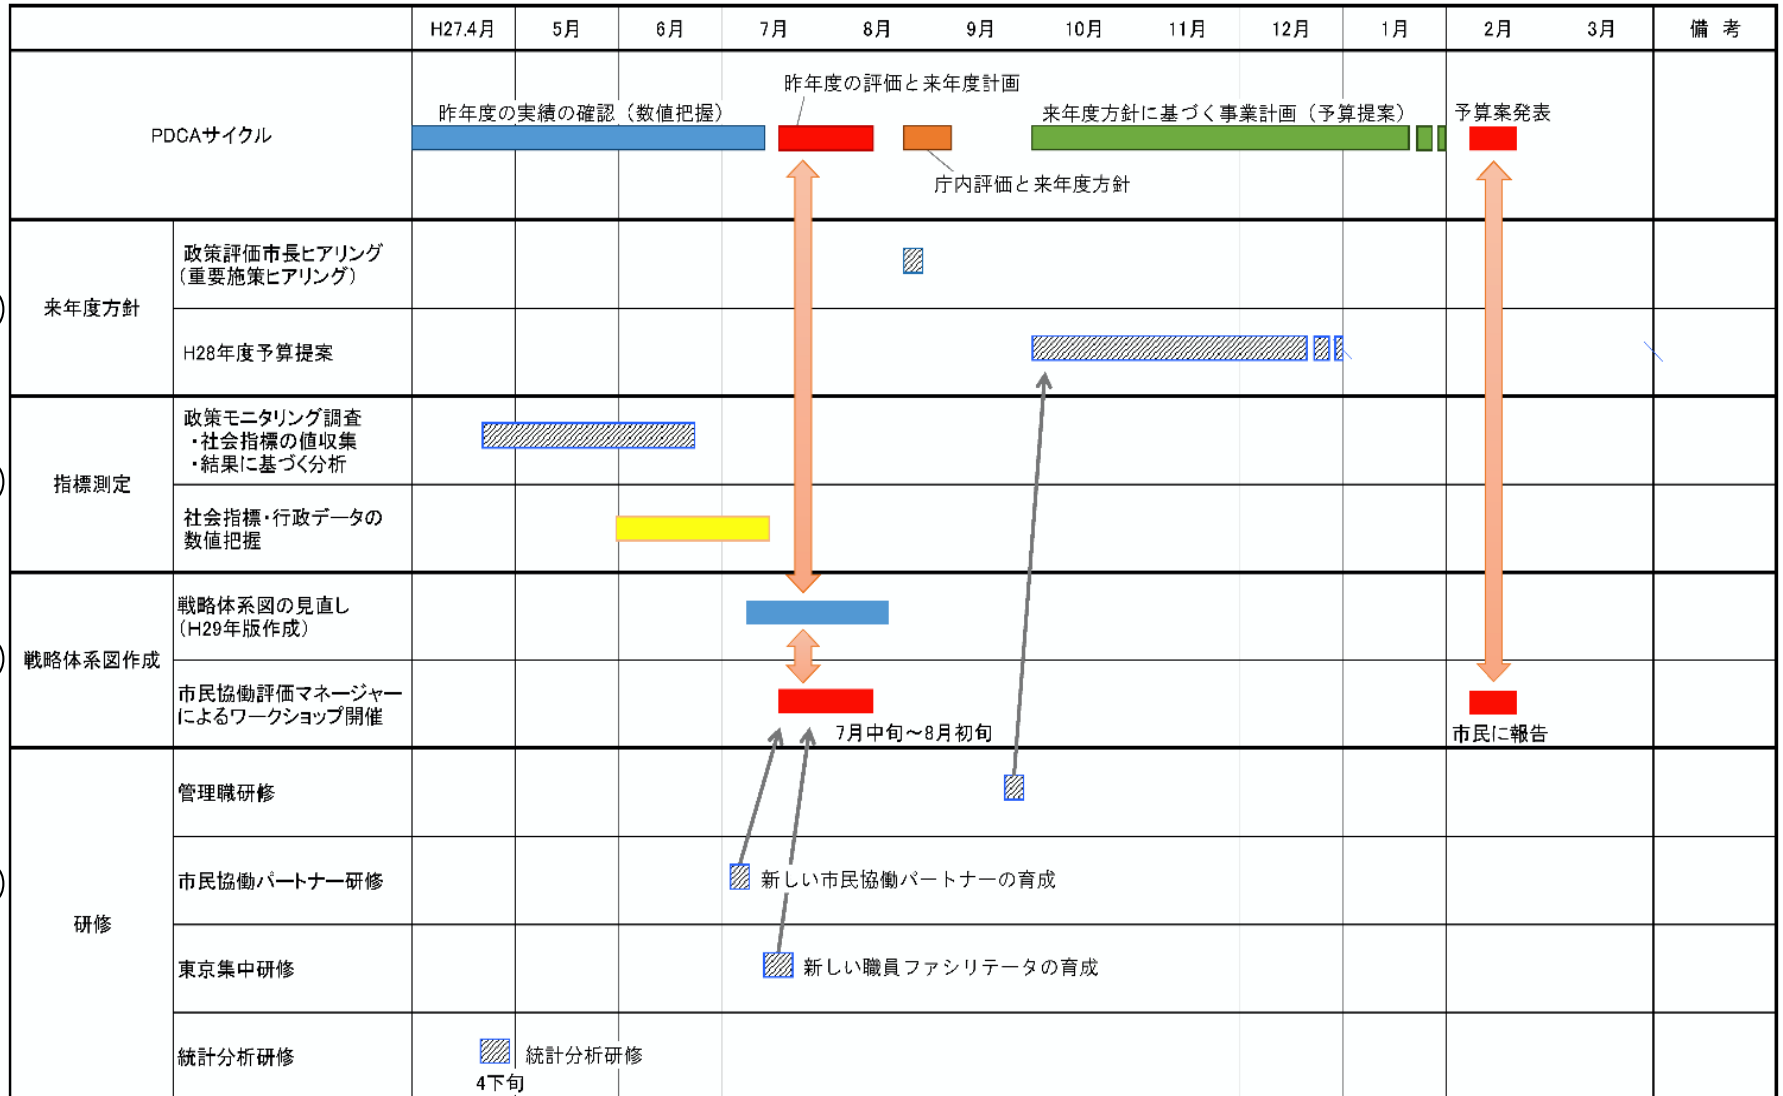 H27.4月 5月 6月 7月 8月 9月 10月 11月 12月 1月 2月 3月 備 考
PDCAサイクル
昨年度の実績の確認（数値把握）
昨年度の評価と来年度計画
庁内評価と来年度方針
来年度方針に基づく事業計画（予算提案）
予算案発表
来年度方針
政策評価市長ヒアリング
（重要施策ヒアリング）
H28年度予算提案
指標測定
政策モニタリング調査
・社会指標の値収集
・結果に基づく分析
社会指標・行政データの
数値把握
戦略体系図作成
戦略体系図の見直し
（H29年版作成）
市民協働評価マネージャー
によるワークショップ開催
7月中旬～8月初旬
市民に報告
研修
管理職研修
市民協働パートナー研修
新しい市民協働パートナーの育成
東京集中研修
新しい職員ファシリテータの育成
統計分析研修
統計分析研修
4下旬